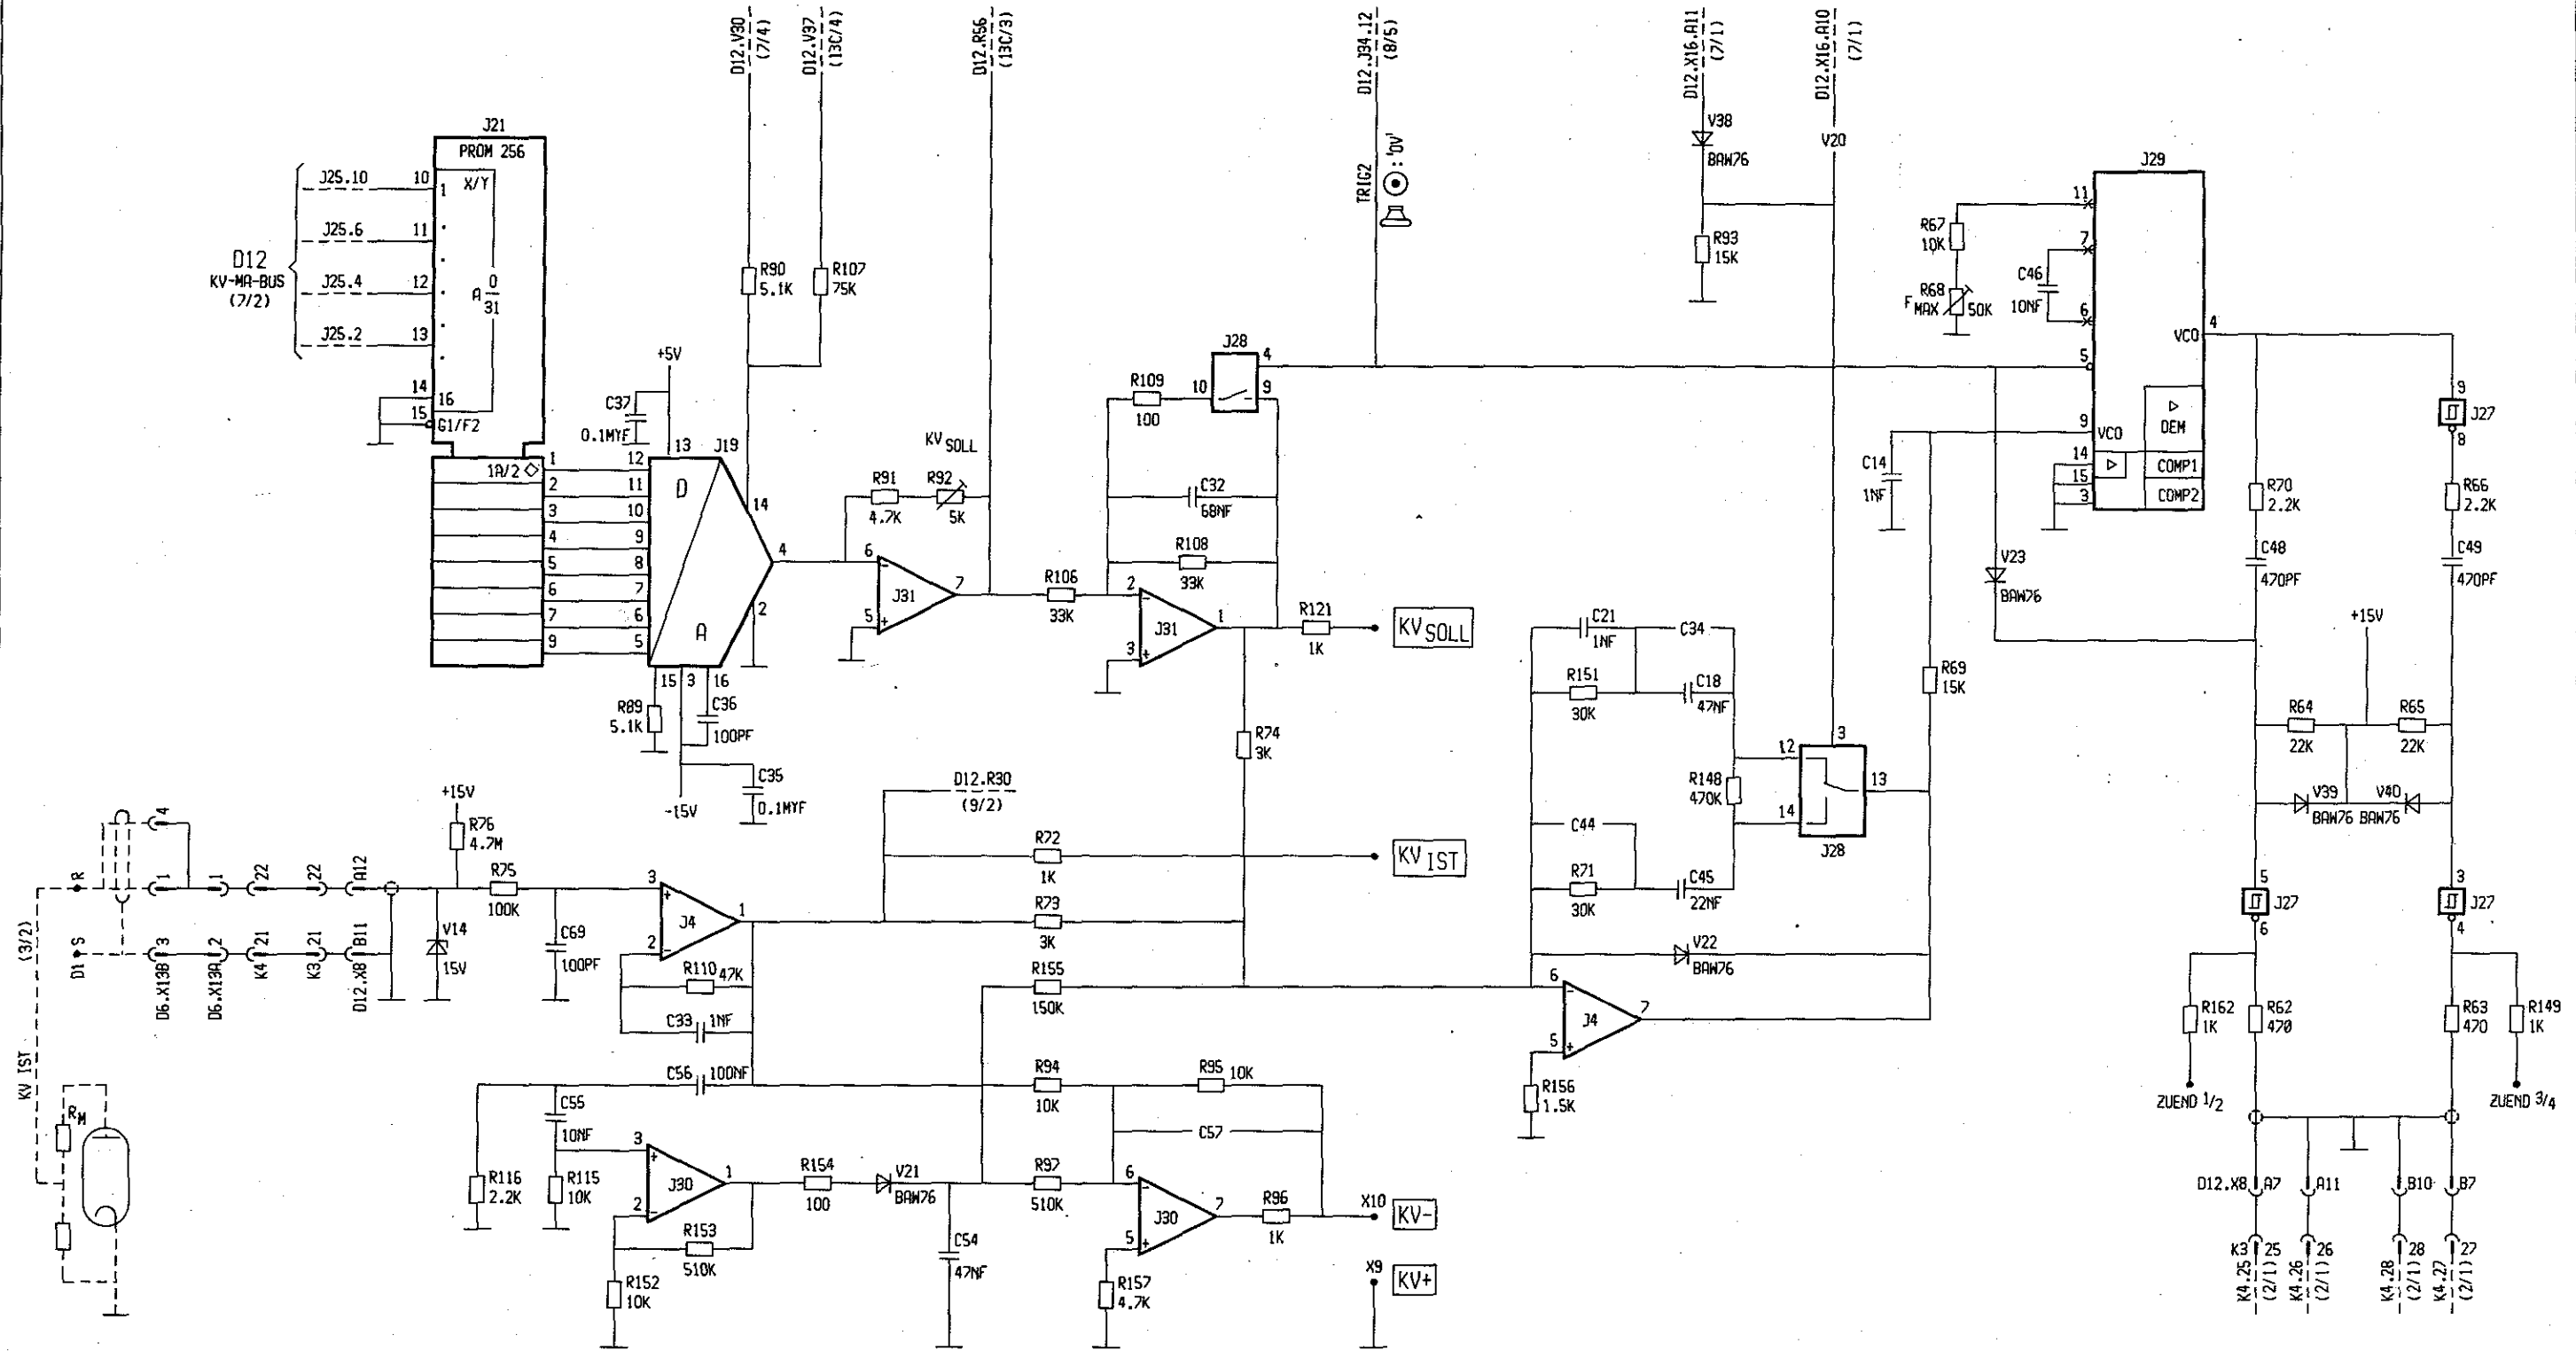 D12.V30
(7/4)
D12.V37
(13C/4)
D12.R56
(13C/3)
D12.J34.12
(8/5)
D12.X16.A11
(7/1)
D12.X16.A10
(7/1)
J21
PROM 256
X/Y
J25.10
10
1
J25.6
11
D12
KV-MA-BUS
(7/2)
J25.4
12
A 0
31
J25.2
13
14
16
15
G1/F2
1A/2
1
2
3
4
5
6
7
9
12
11
10
9
8
7
6
5
D
A
J19
+5V
C37
0.1MYF
13
14
4
2
15
3
16
R89
5.1K
C36
100PF
C35
0.1MYF
-15V
R90
5.1K
R107
75K
KV SOLL
R91
4.7K
R92
5K
6
5
J31
7
R106
33K
R109
100
J28
10
4
9
C32
68NF
R108
33K
2
3
J31
1
R121
1K
KV SOLL
TRIG2
: '0V'
V38
BAW76
V20
R93
15K
J29
11
R67
10K
7
C46
10NF
R68
50K
F MAX
6
VCO
4
5
9
VCO
DEM
14
15
3
COMP1
COMP2
C14
1NF
V23
BAW76
9
J27
8
R70
2.2K
R66
2.2K
C48
470PF
C49
470PF
+15V
R64
22K
R65
22K
V39
BAW76
V40
BAW76
5
J27
6
3
J27
4
R162
1K
R62
470
R63
470
R149
1K
ZUEND 1/2
ZUEND 3/4
D12.X8
A7
A11
B10
B7
K3
25
26
28
27
K4.25
(2/1)
K4.26
(2/1)
K4.28
(2/1)
K4.27
(2/1)
R74
3K
C21
1NF
C34
R151
30K
C18
47NF
R69
15K
12
3
R148
470K
13
14
J28
C44
R71
30K
C45
22NF
V22
BAW76
6
J4
7
5
R156
1.5K
D12.R30
(9/2)
R72
1K
KV IST
R73
3K
R155
150K
+15V
R76
4.7M
R75
100K
4
R
1
1
22
22
A12
V14
15V
C69
100PF
3
J4
1
2
R110
47K
C33
1NF
(3/2)
D1
S
3
2
21
21
B11
D6.X13B
D6.X13A
K4
K3
D12.X8
KV IST
R M
C56
100NF
C55
10NF
R116
2.2K
R115
10K
3
J30
1
2
R153
510K
R152
10K
R154
100
V21
BAW76
C54
47NF
R94
10K
R95
10K
C57
R97
510K
6
J30
7
5
R157
4.7K
R96
1K
X10
KV-
X9
KV+